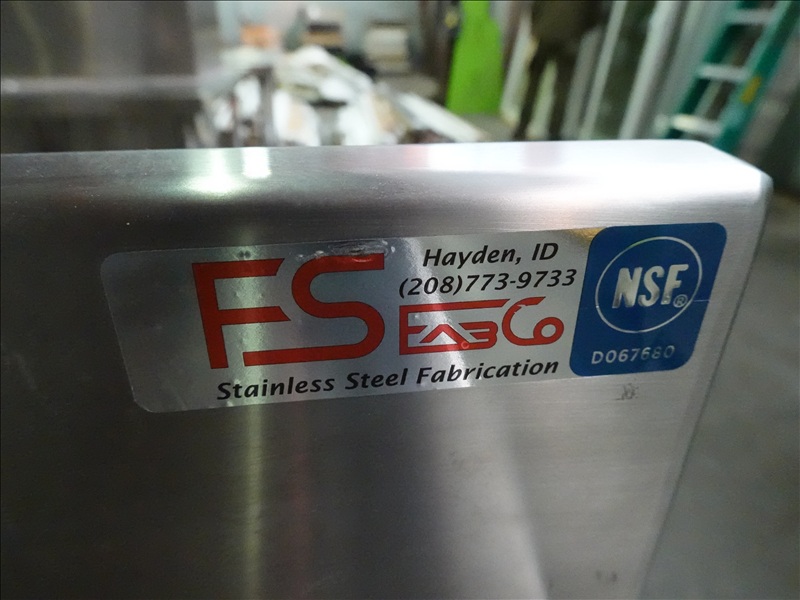 FS
Hayden, ID
(208)773-9733
FabCo
Stainless Steel Fabrication
NSF®
D067680